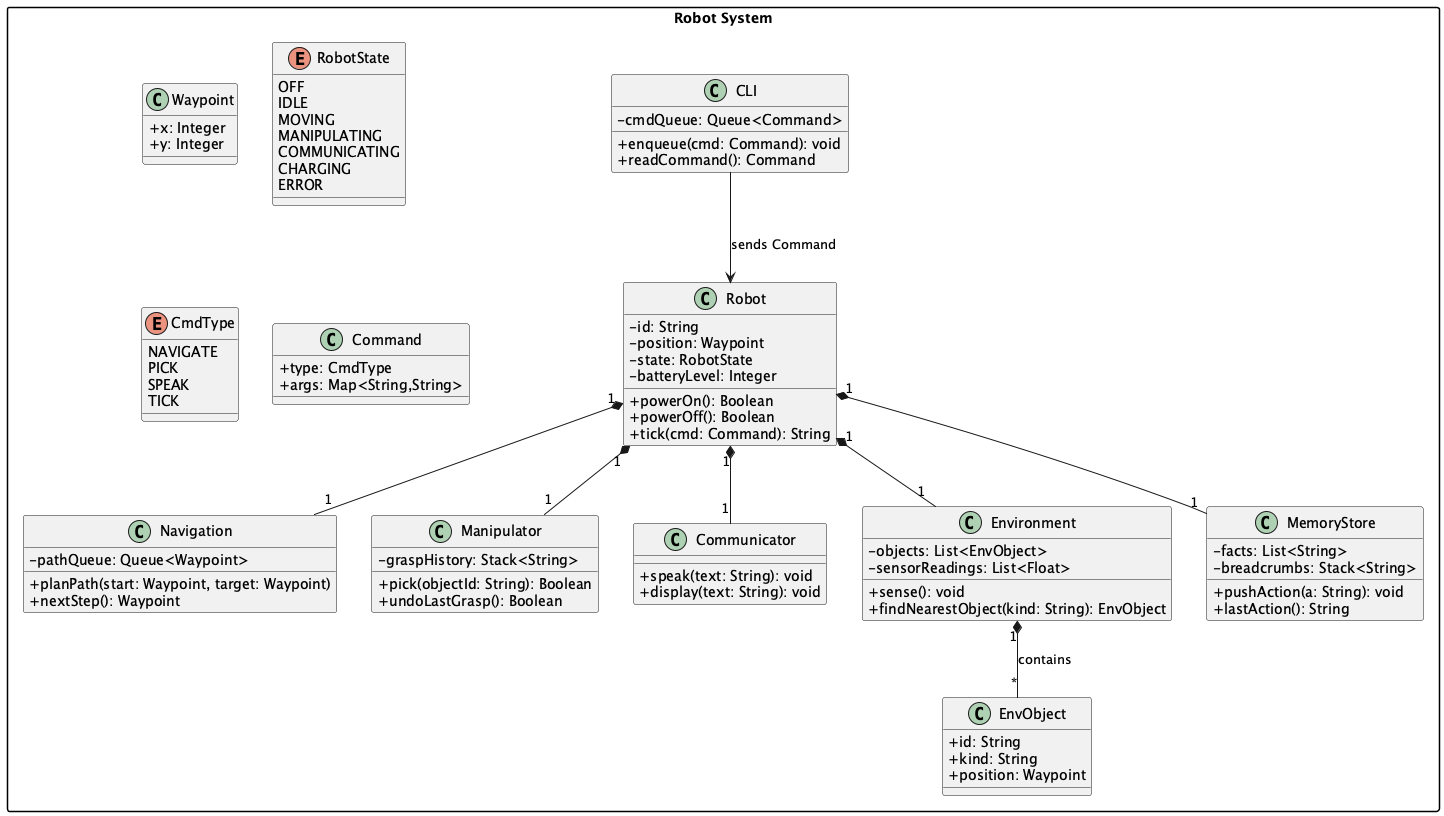 Robot System
C Waypoint
+x: Integer
+y: Integer
E RobotState
OFF
IDLE
MOVING
MANIPULATING
COMMUNICATING
CHARGING
ERROR
C CLI
-cmdQueue: Queue<Command>
+enqueue(cmd: Command): void
+readCommand(): Command
sends Command
E CmdType
NAVIGATE
PICK
SPEAK
TICK
C Command
+type: CmdType
+args: Map<String,String>
C Robot
-id: String
-position: Waypoint
-state: RobotState
-batteryLevel: Integer
+powerOn(): Boolean
+powerOff(): Boolean
+tick(cmd: Command): String
1
1
1
1
1
1
1
1
1
1
C Navigation
-pathQueue: Queue<Waypoint>
+planPath(start: Waypoint, target: Waypoint)
+nextStep(): Waypoint
C Manipulator
-graspHistory: Stack<String>
+pick(objectId: String): Boolean
+undoLastGrasp(): Boolean
C Communicator
+speak(text: String): void
+display(text: String): void
C Environment
-objects: List<EnvObject>
-sensorReadings: List<Float>
+sense(): void
+findNearestObject(kind: String): EnvObject
C MemoryStore
-facts: List<String>
-breadcrumbs: Stack<String>
+pushAction(a: String): void
+lastAction(): String
1
contains
*
C EnvObject
+id: String
+kind: String
+position: Waypoint